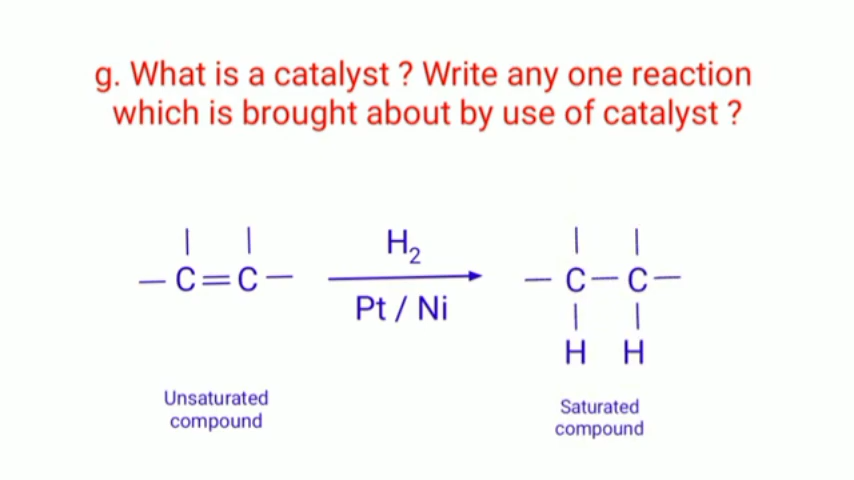 g. What is a catalyst ? Write any one reaction
which is brought about by use of catalyst ?
| |
– C = C –
H₂
Pt / Ni
| |
– C – C –
| |
H H
Unsaturated
compound
Saturated
compound